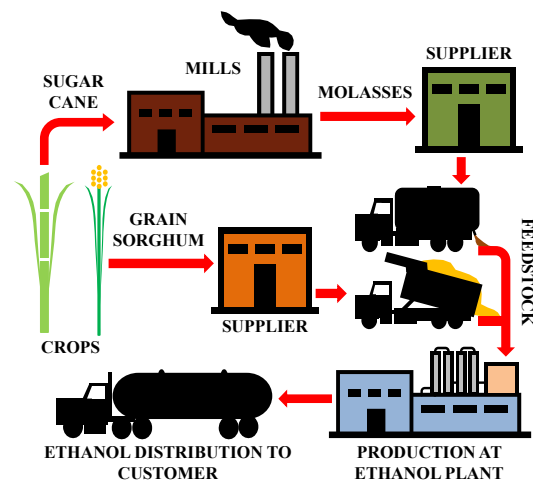 SUPPLIER
MILLS
SUGAR
CANE
MOLASSES
GRAIN
SORGHUM
FEEDSTOCK
SUPPLIER
CROPS
ETHANOL DISTRIBUTION TO
CUSTOMER
PRODUCTION AT
ETHANOL PLANT